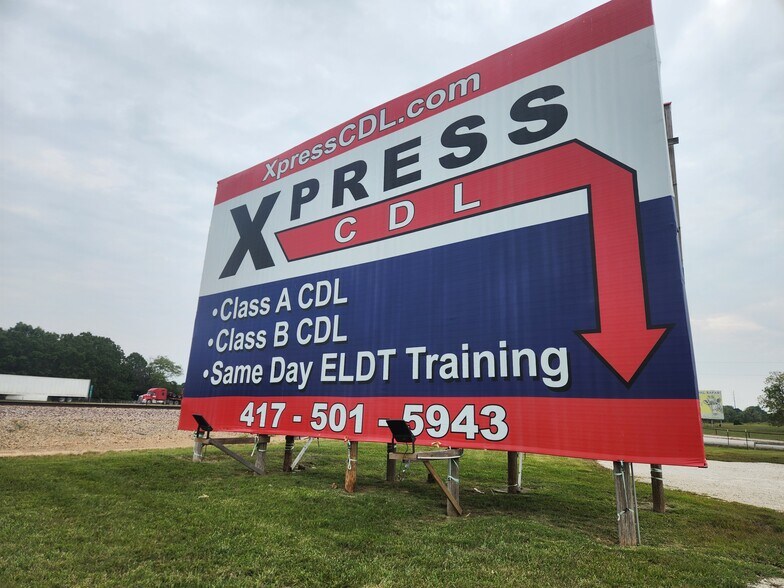 XpressCDL.com
XPRESS
CDL
• Class A CDL
• Class B CDL
• Same Day ELDT Training
417 - 501 - 5943